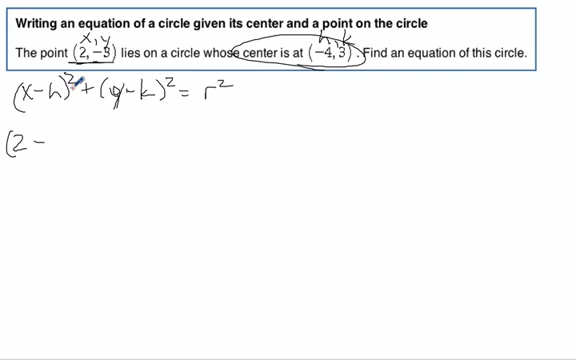 Writing an equation of a circle given its center and a point on the circle
x, y h, k
The point (2, −3) lies on a circle whose center is at (−4, 3). Find an equation of this circle.
(x−h)² + (y−k)² = r²
(2 −